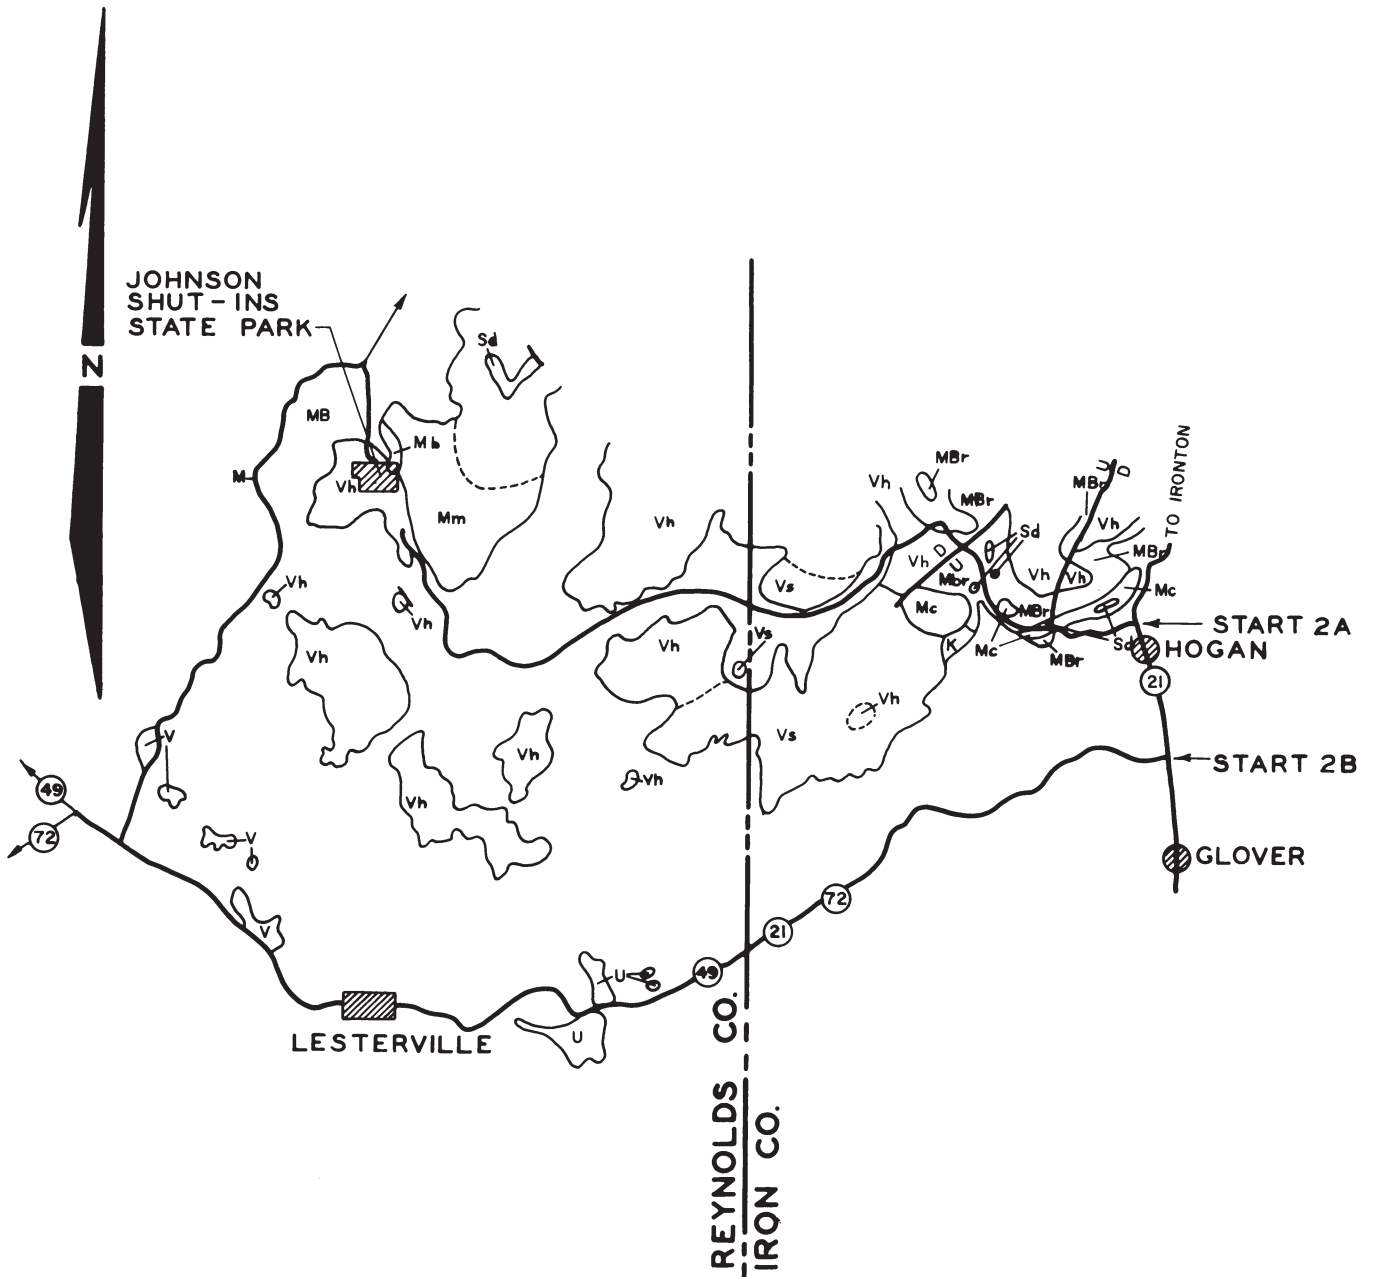 N
JOHNSON
SHUT-INS
STATE PARK
Sd
MB
Mb
M
Vh
Mm
Vh
Vh
MBr
MBr
Vh
D
U
Sd
MBr
U
D
Vh
MBr
TO IRONTON
Vh
Vh
Vh
Vs
Mbr
Mc
MBr
Mc
Vh
Vh
Vh
Vh
Vs
K
Mc
MBr
Sd
START 2A
HOGAN
21
Vh
Vs
V
Vh
Vh
Vh
START 2B
49
72
V
GLOVER
72
V
21
U
49
U
LESTERVILLE
REYNOLDS CO.
IRON CO.